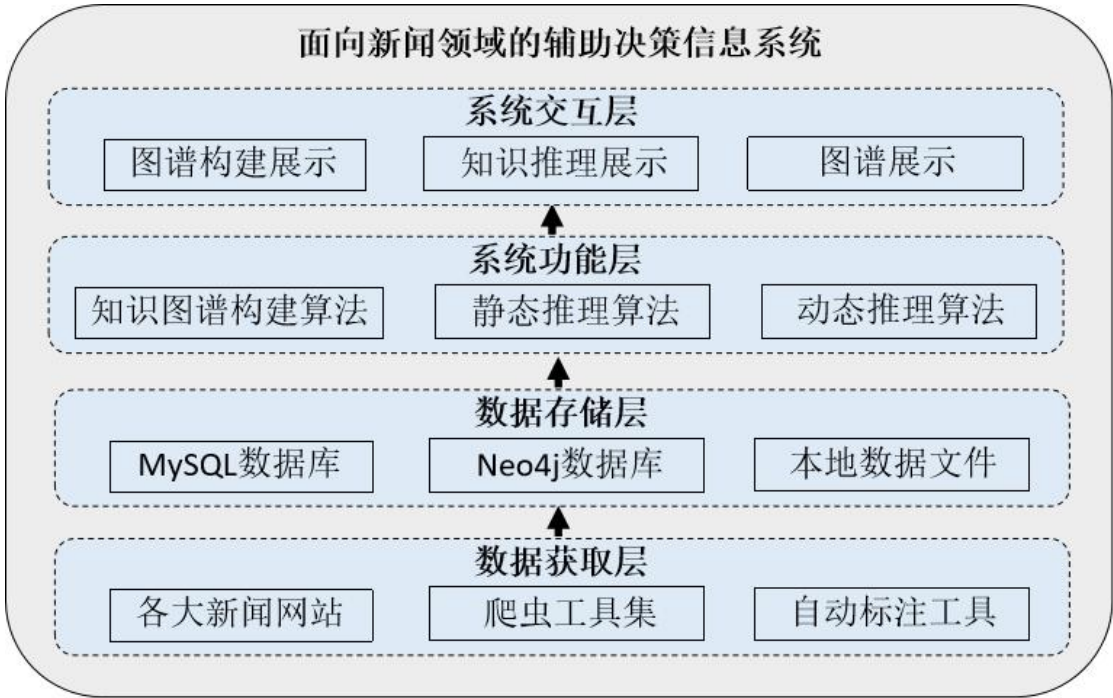 面向新闻领域的辅助决策信息系统
系统交互层
图谱构建展示 知识推理展示 图谱展示
系统功能层
知识图谱构建算法 静态推理算法 动态推理算法
数据存储层
MySQL数据库 Neo4j数据库 本地数据文件
数据获取层
各大新闻网站 爬虫工具集 自动标注工具